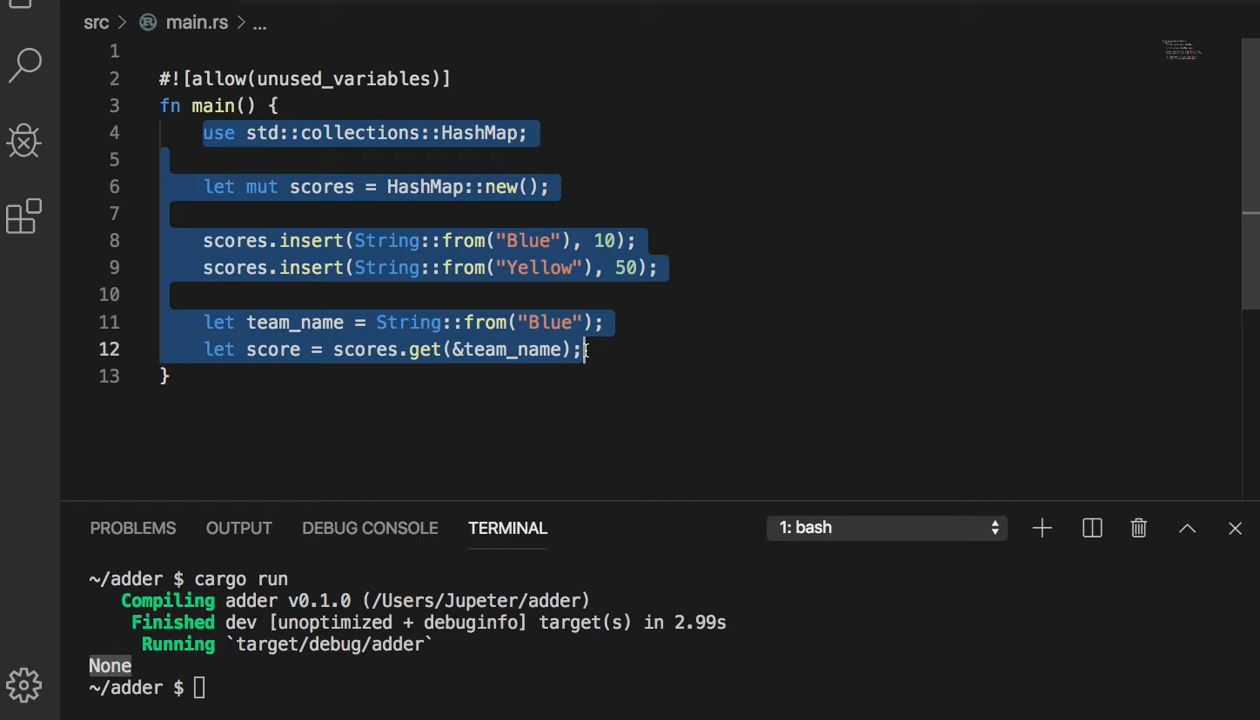 src > main.rs > ...
1
2 #![allow(unused_variables)]
3 fn main() {
4 use std::collections::HashMap;
5
6 let mut scores = HashMap::new();
7
8 scores.insert(String::from("Blue"), 10);
9 scores.insert(String::from("Yellow"), 50);
10
11 let team_name = String::from("Blue");
12 let score = scores.get(&team_name);
13 }
PROBLEMS OUTPUT DEBUG CONSOLE TERMINAL 1: bash
~/adder $ cargo run
Compiling adder v0.1.0 (/Users/Jupeter/adder)
Finished dev [unoptimized + debuginfo] target(s) in 2.99s
Running `target/debug/adder`
None
~/adder $